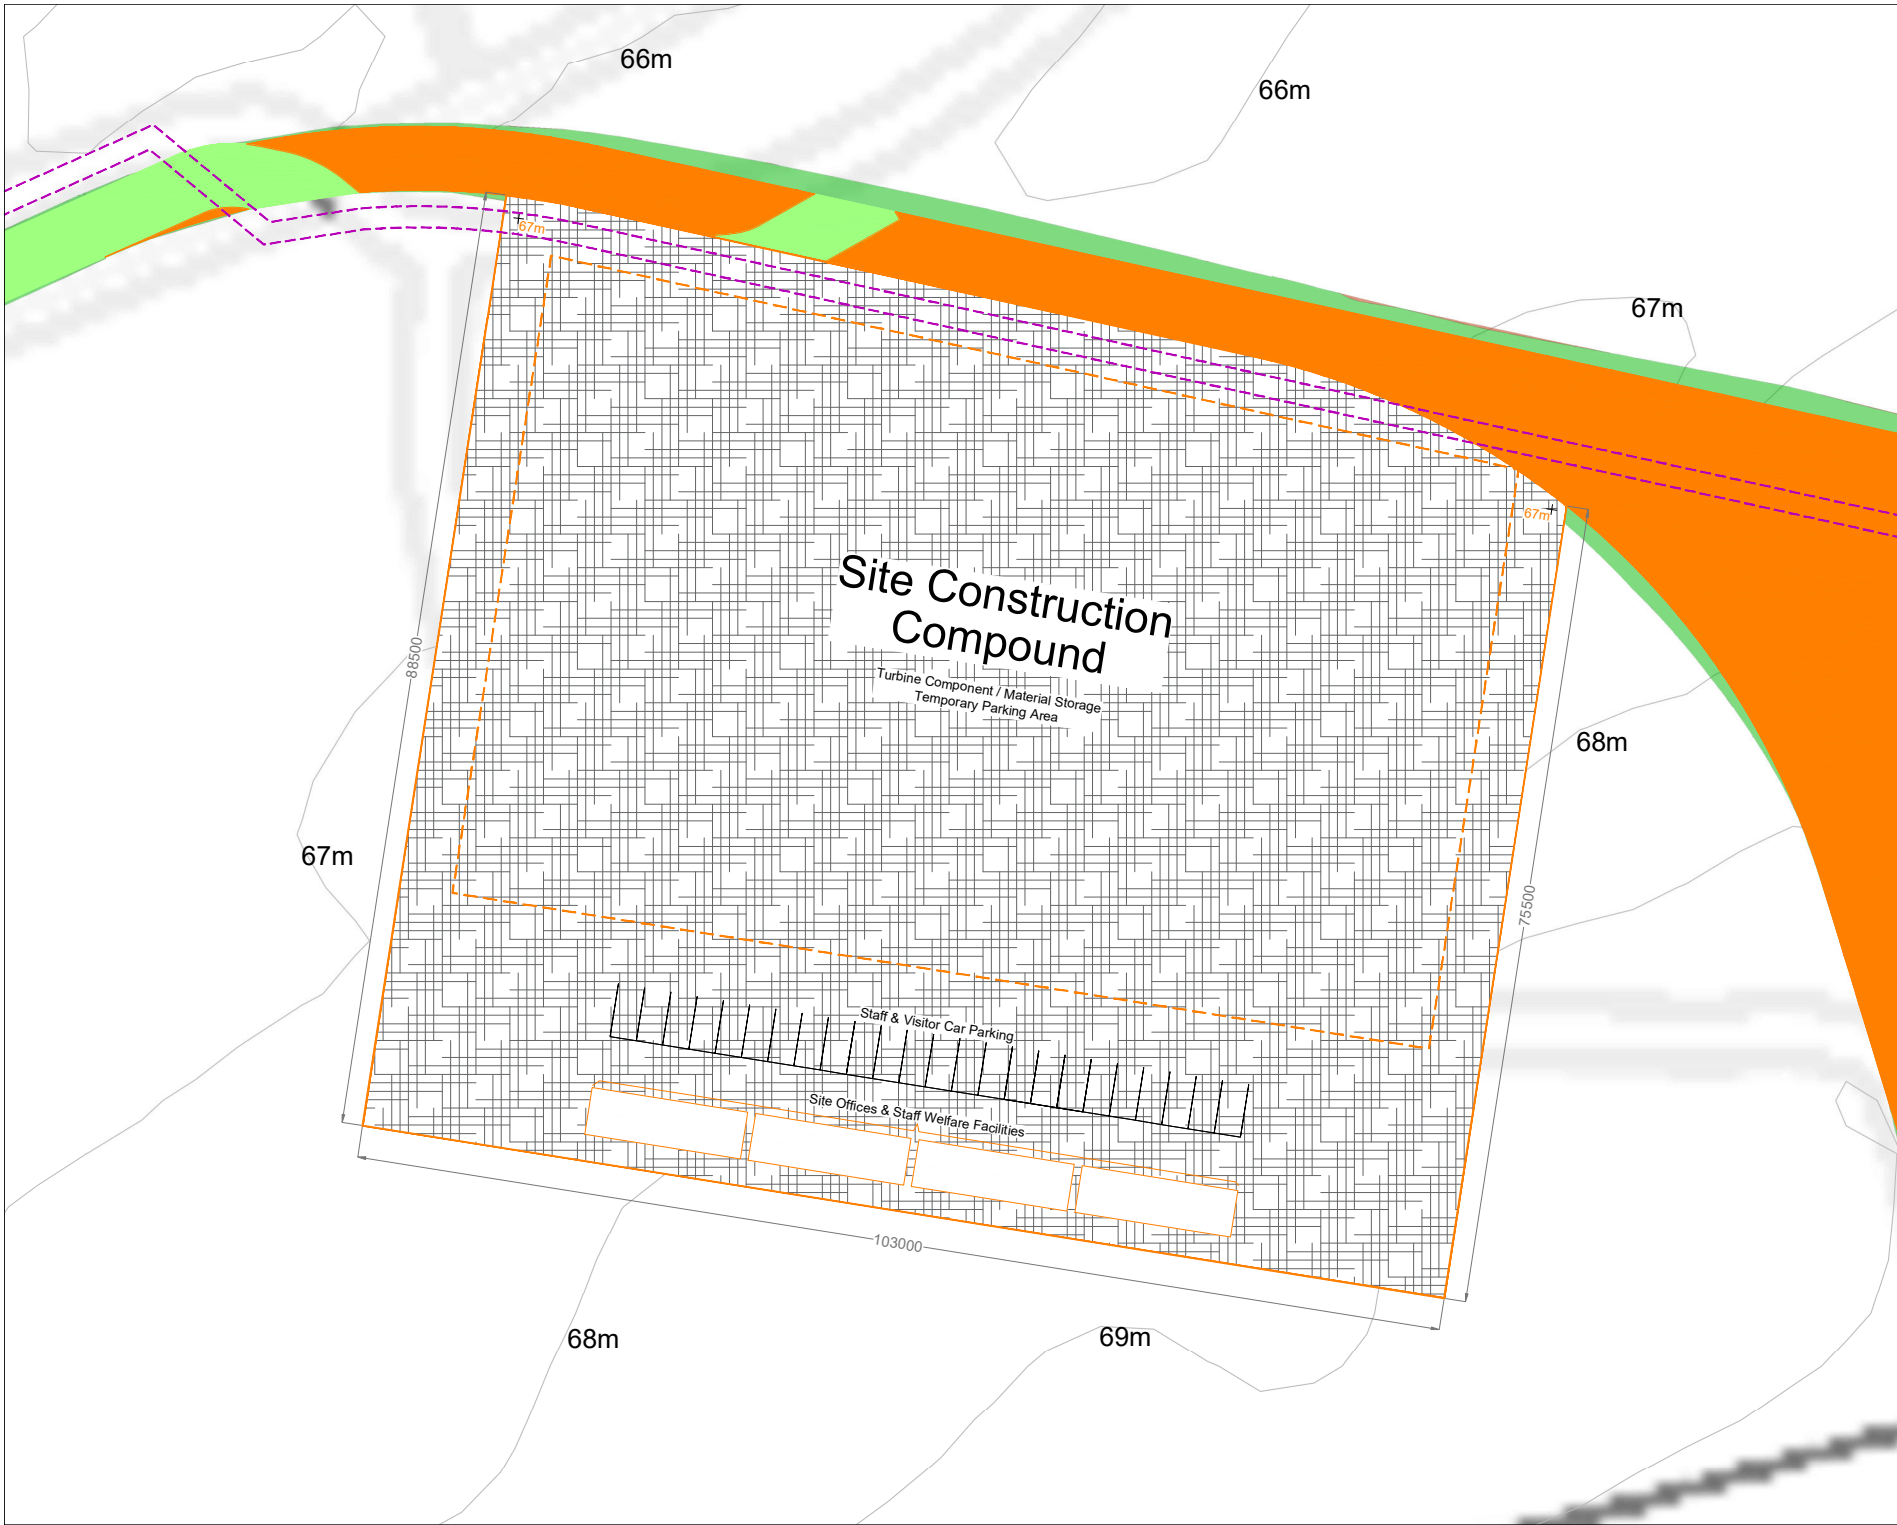 66m
66m
67m
67m
67m
Site Construction
Compound
88500
Turbine Component / Material Storage
Temporary Parking Area
68m
67m
75500
Staff & Visitor Car Parking
Site Offices & Staff Welfare Facilities
103000
68m
69m